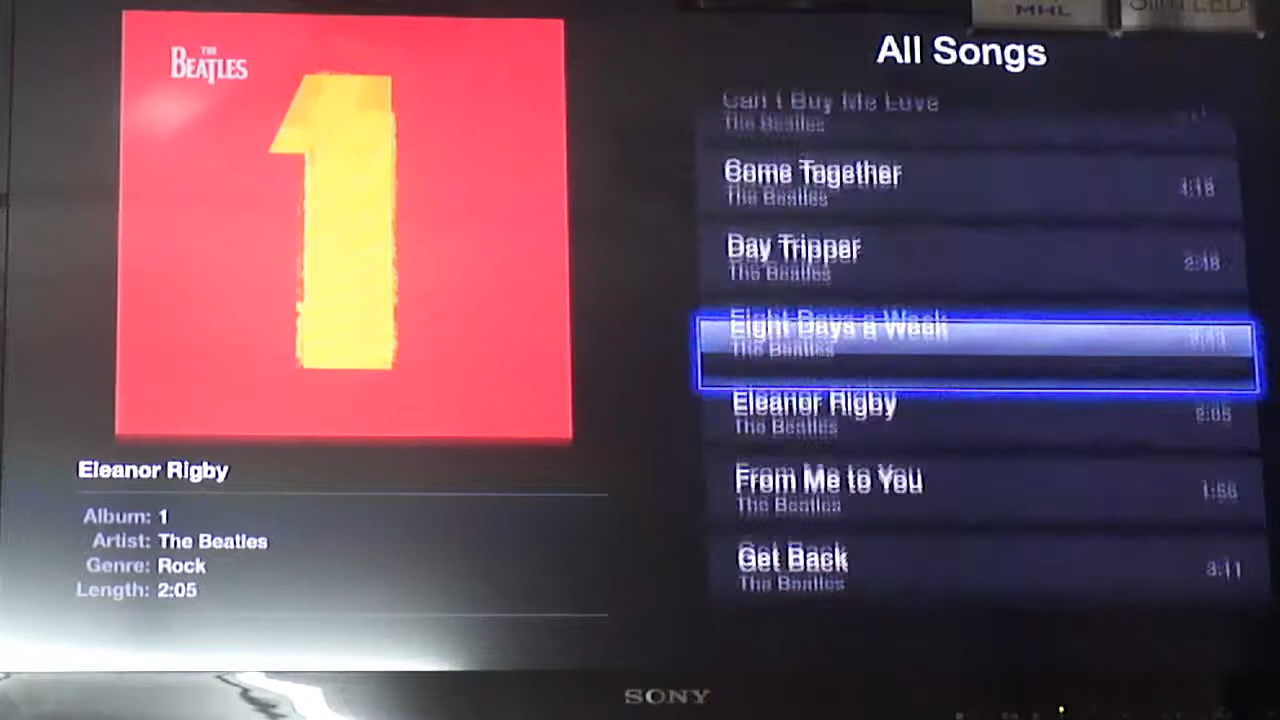 THE
BEATLES
1
Eleanor Rigby
Album: 1
Artist: The Beatles
Genre: Rock
Length: 2:05
MHL
Slim LED
All Songs
Can't Buy Me Love
The Beatles
Come Together
The Beatles
4:18
Day Tripper
The Beatles
2:48
Eight Days a Week
The Beatles
Eleanor Rigby
The Beatles
2:05
From Me to You
The Beatles
1:56
Get Back
The Beatles
3:11
SONY